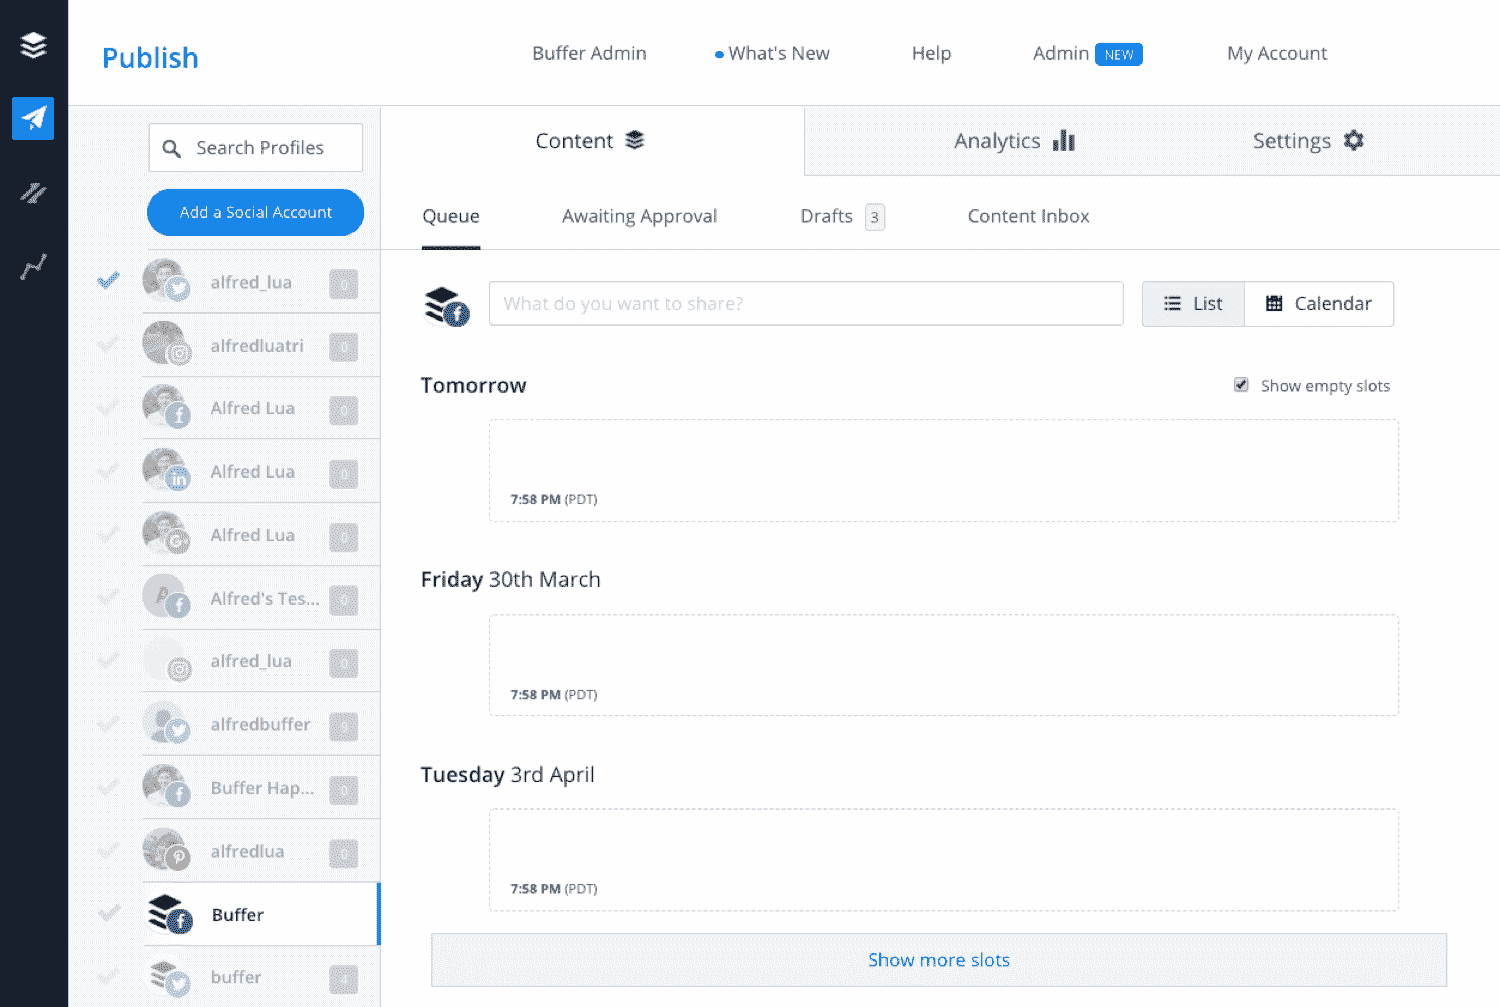 Publish
Buffer Admin
What's New
Help
Admin NEW
My Account
Search Profiles
Add a Social Account
Content
Analytics
Settings
Queue
Awaiting Approval
Drafts 3
Content Inbox
What do you want to share?
List
Calendar
Tomorrow
Show empty slots
7:58 PM (PDT)
Friday 30th March
7:58 PM (PDT)
Tuesday 3rd April
7:58 PM (PDT)
Show more slots
alfred_lua 0
alfredluatri 0
Alfred Lua 0
Alfred Lua 0
Alfred Lua 0
Alfred's Tes... 0
alfred_lua 0
alfredbuffer
Buffer Hap... 0
alfredlua 0
Buffer
buffer